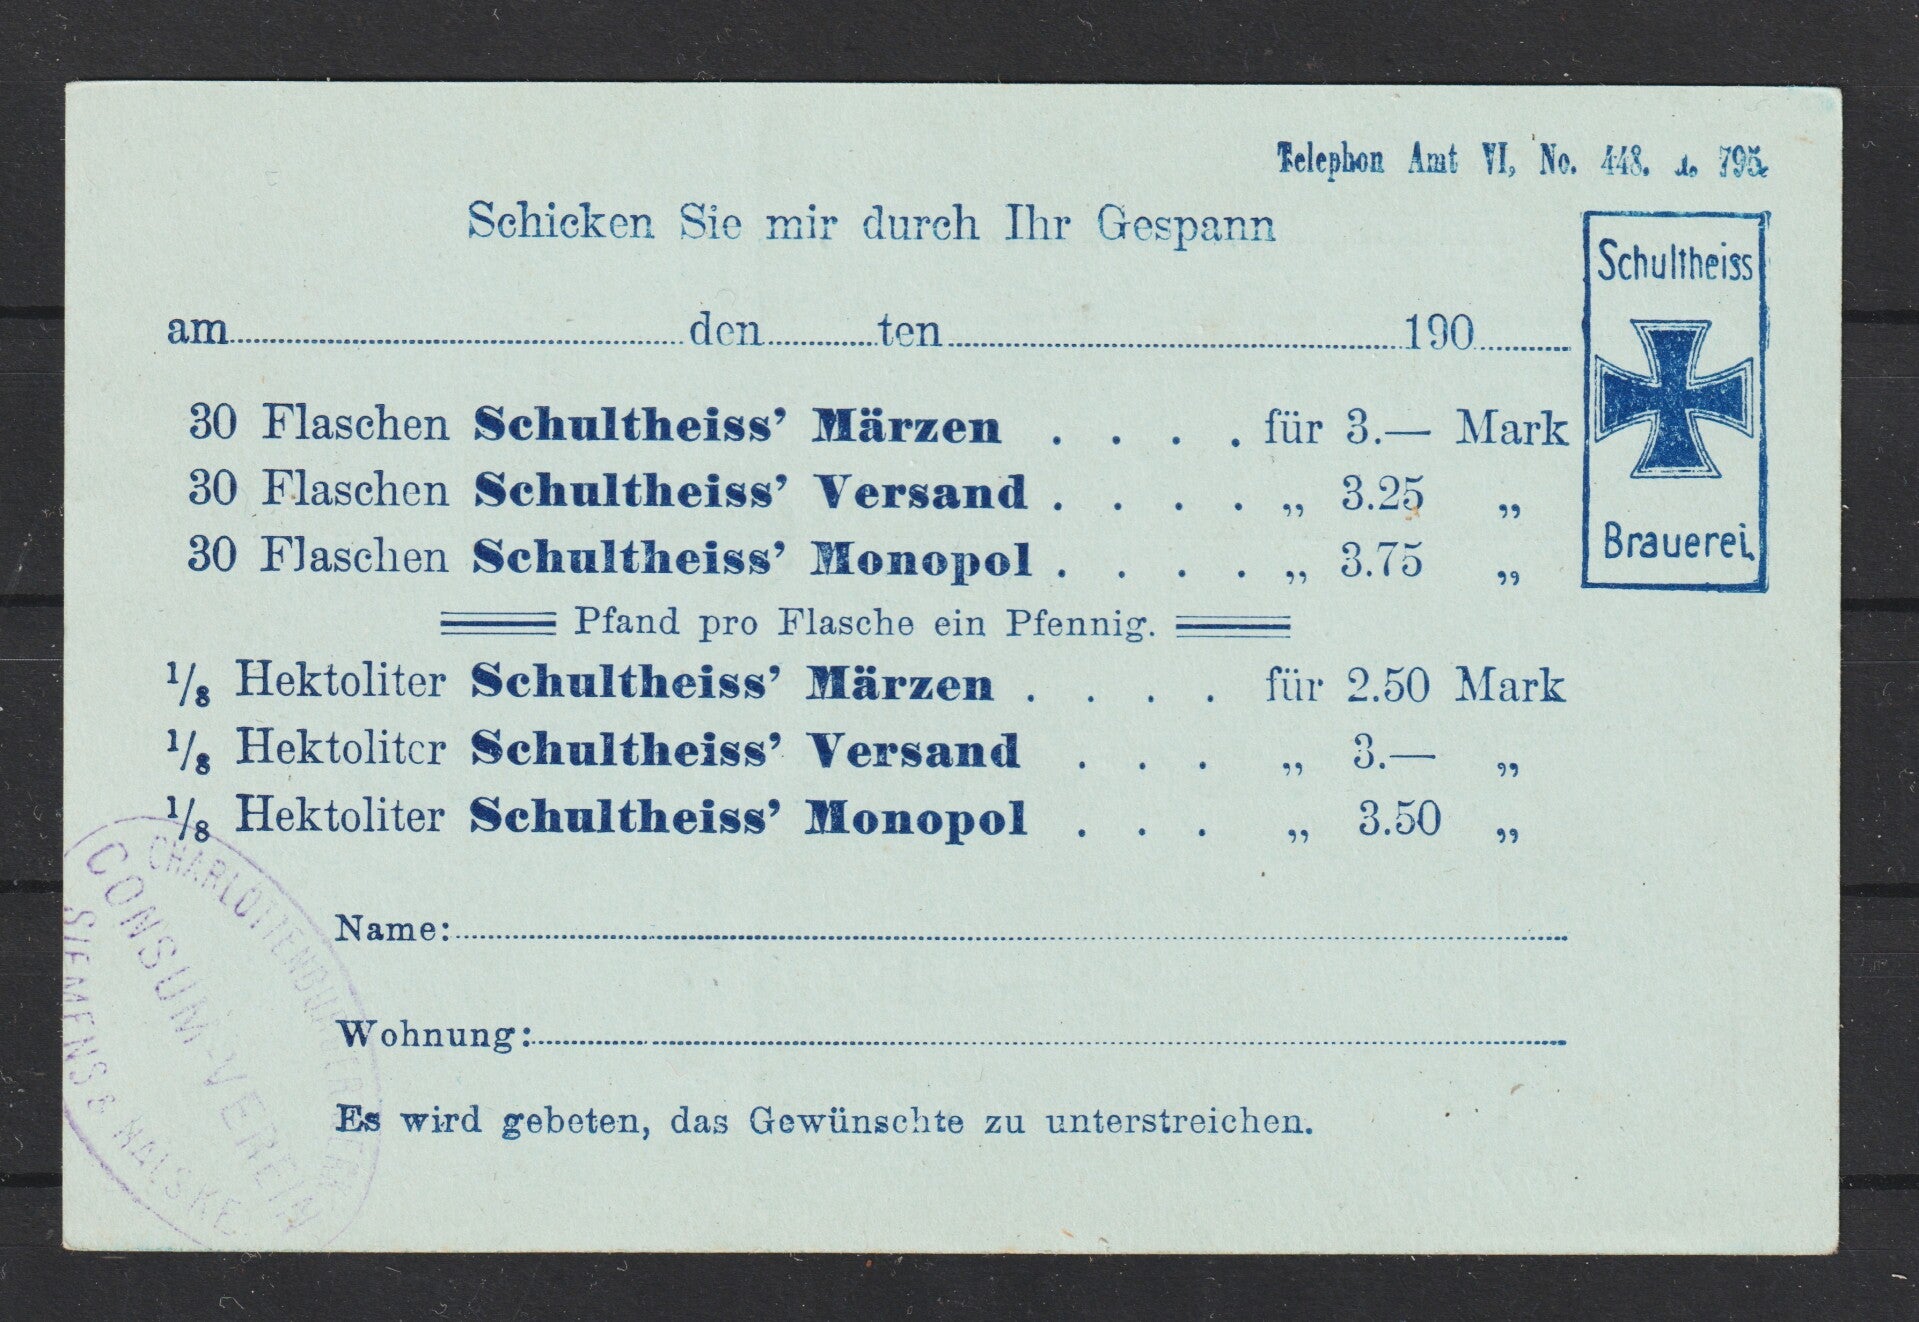 Telephon Amt VI, No. 448. u. 795.
Schicken Sie mir durch Ihr Gespann
Schultheiss
Brauerei.
am den ten 190
30 Flaschen Schultheiss' Märzen . . . . für 3.— Mark
30 Flaschen Schultheiss' Versand . . . . „ 3.25 „
30 Flaschen Schultheiss' Monopol . . . . „ 3.75 „
Pfand pro Flasche ein Pfennig.
1/8 Hektoliter Schultheiss' Märzen . . . . für 2.50 Mark
1/8 Hektoliter Schultheiss' Versand . . . „ 3.— „
1/8 Hektoliter Schultheiss' Monopol . . . „ 3.50 „
Name:
Wohnung:
Es wird gebeten, das Gewünschte zu unterstreichen.
CHARLOTTENBURGER
CONSUM-VEREIN
SIEMENS & HALSKE